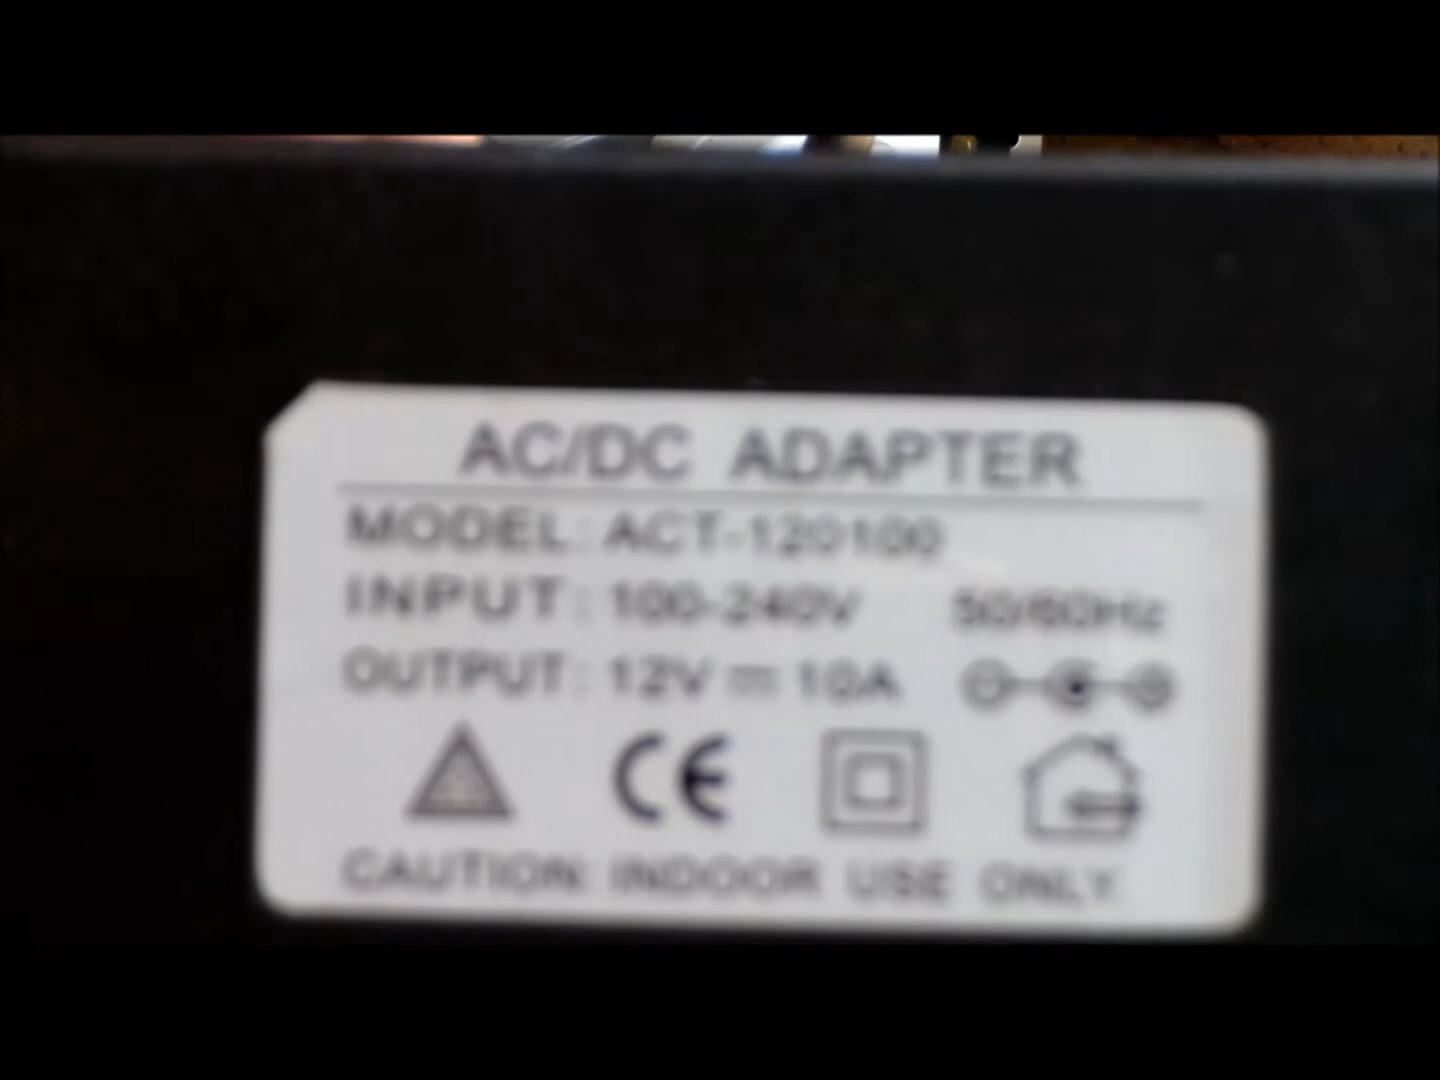 AC/DC ADAPTER
MODEL: ACT-120100
INPUT: 100-240V 50/60Hz
OUTPUT: 12V ⎓ 10A
CE
CAUTION: INDOOR USE ONLY.